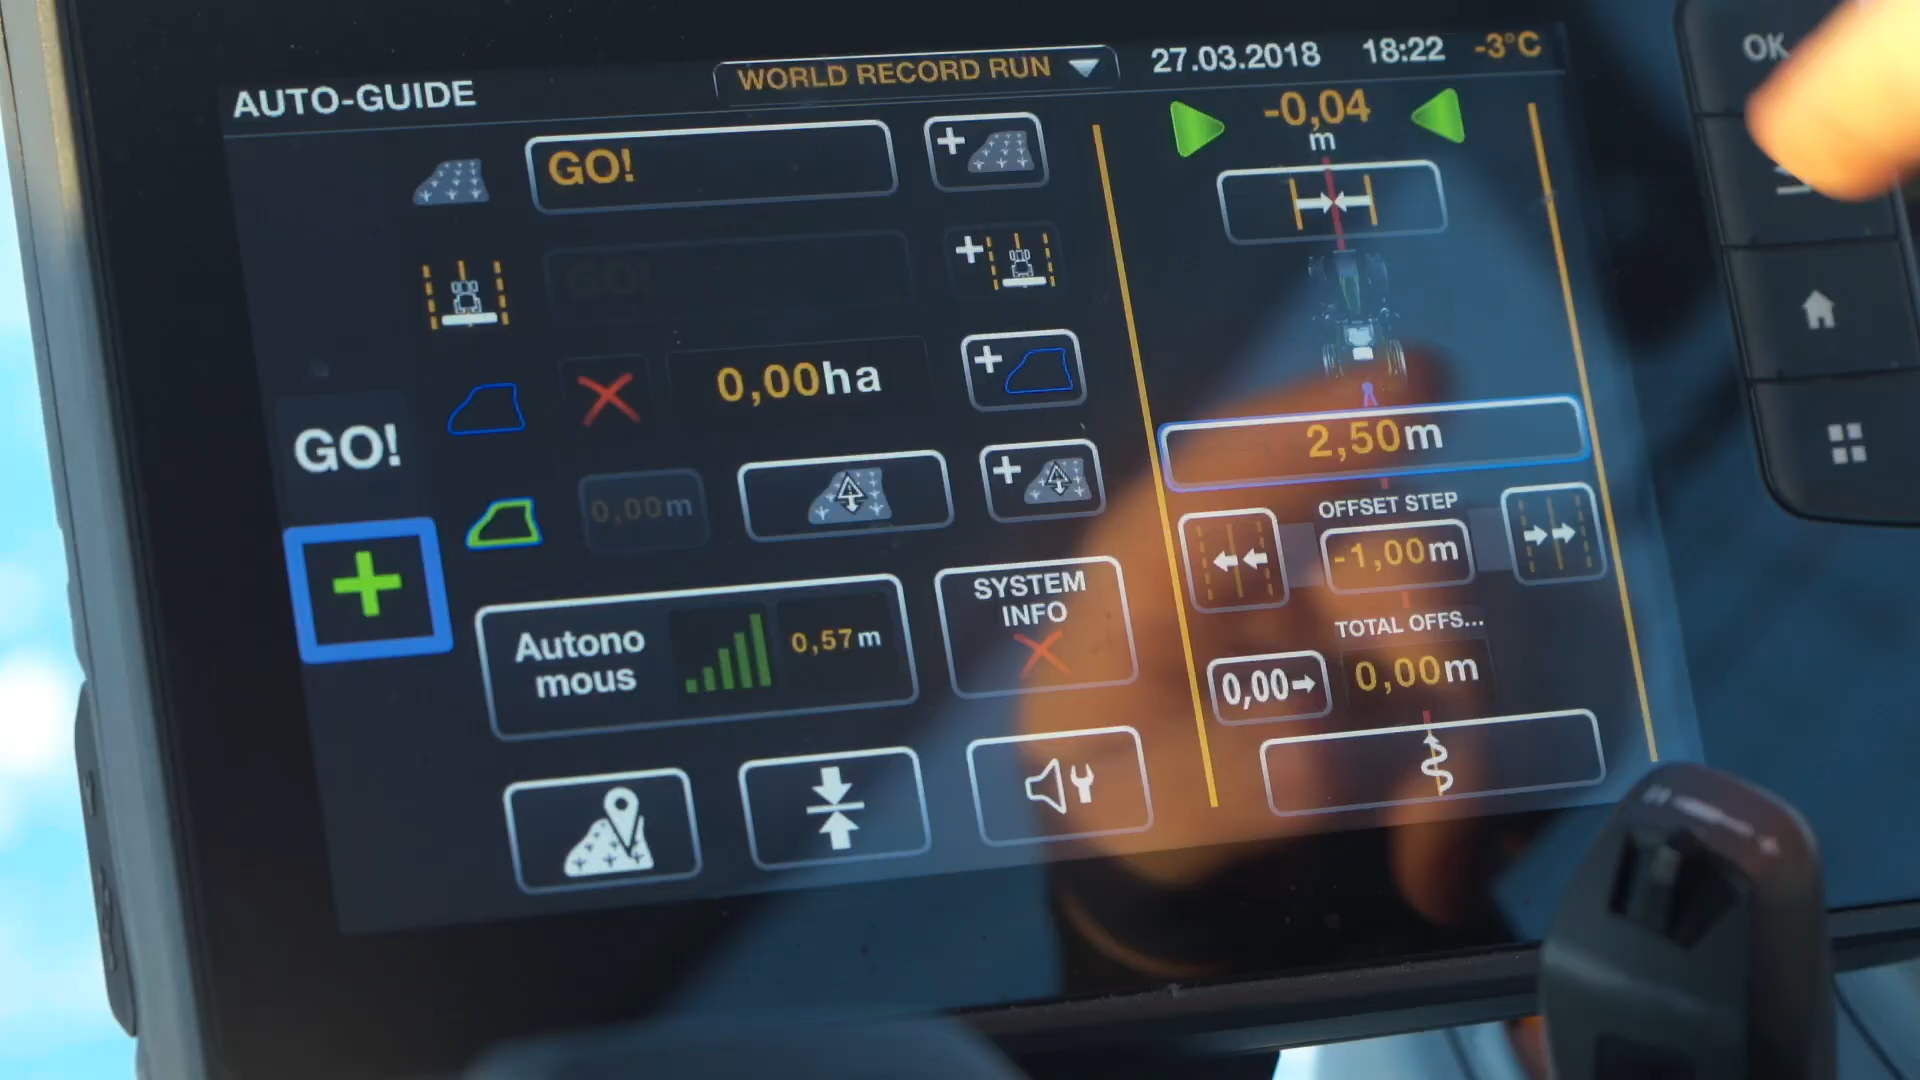 AUTO-GUIDE
WORLD RECORD RUN
27.03.2018
18:22
-3°C
GO!
GO!
0,00ha
GO!
0,00m
Autono
mous
0,57m
SYSTEM
INFO
-0,04
m
2,50m
OFFSET STEP
-1,00m
TOTAL OFFS...
0,00→
0,00m
OK